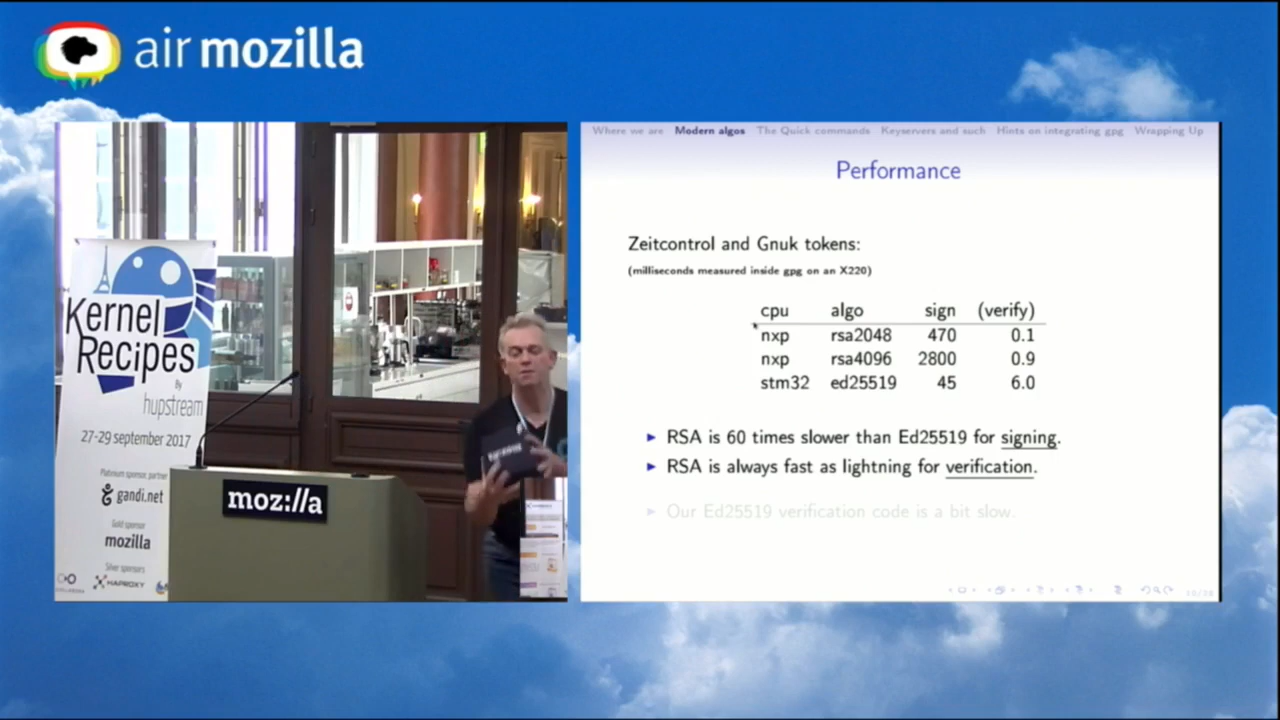 air mozilla
Kernel
Recipes
By
hupstream
27-29 september 2017
Platinum sponsor, partner
gandi.net
Gold sponsor
mozilla
Silver sponsors
HAPROXY
moz://a
Where we are Modern algos The Quick commands Keyservers and such Hints on integrating gpg Wrapping Up
Performance
Zeitcontrol and Gnuk tokens:
(milliseconds measured inside gpg on an X220)
cpu algo sign (verify)
nxp rsa2048 470 0.1
nxp rsa4096 2800 0.9
stm32 ed25519 45 6.0
RSA is 60 times slower than Ed25519 for signing.
RSA is always fast as lightning for verification.
Our Ed25519 verification code is a bit slow.